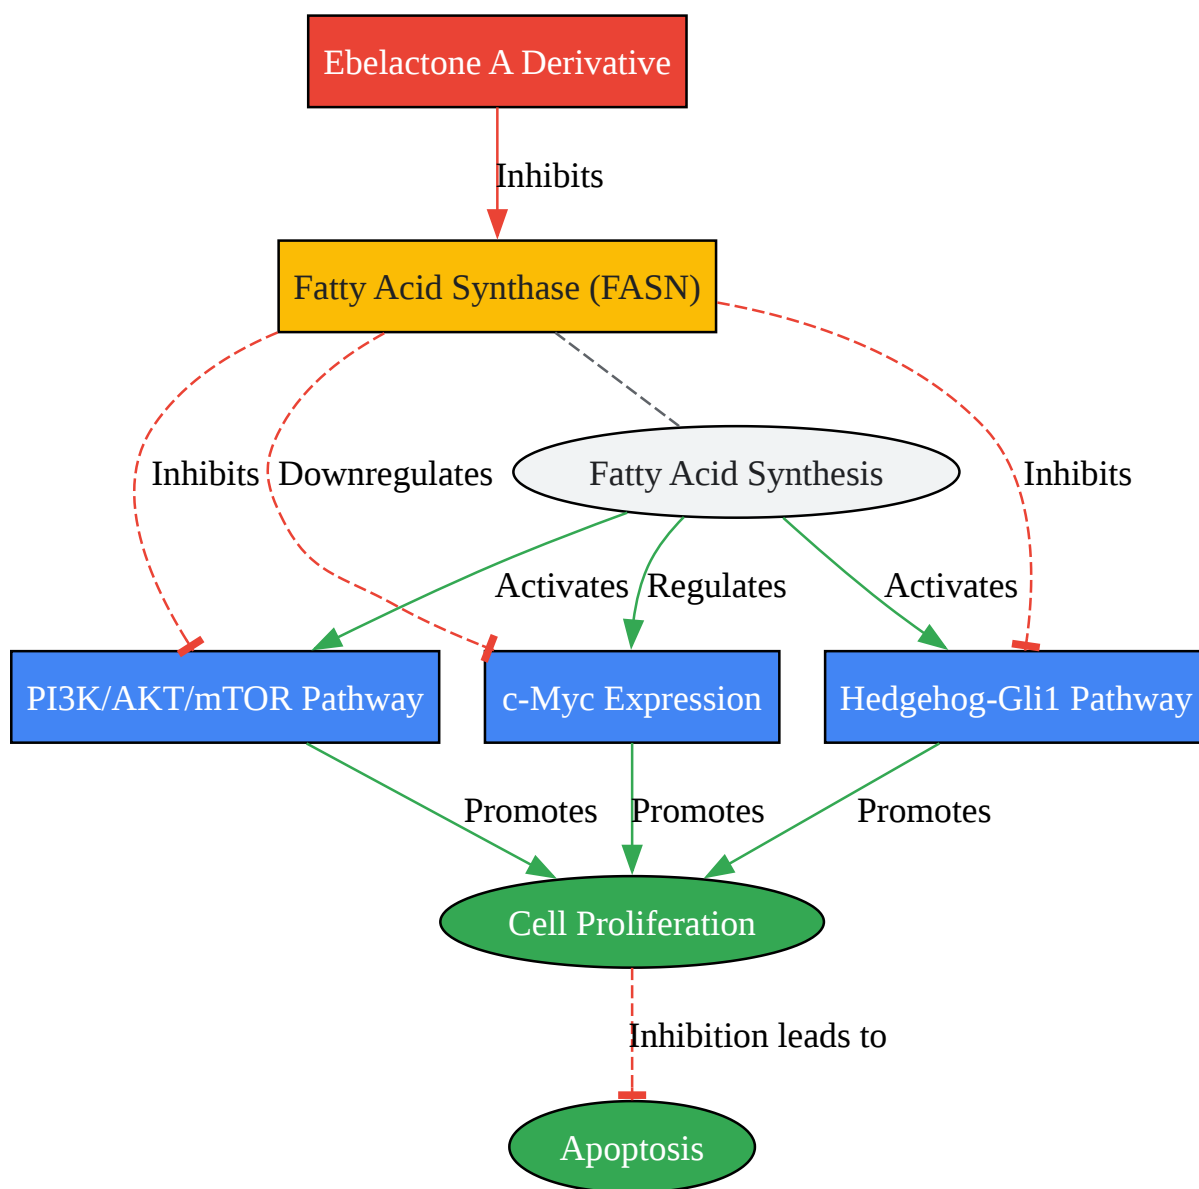 Ebelactone A Derivative
Inhibits
Fatty Acid Synthase (FASN)
Inhibits
Downregulates
Fatty Acid Synthesis
Inhibits
Activates
Regulates
Activates
PI3K/AKT/mTOR Pathway
c-Myc Expression
Hedgehog-Gli1 Pathway
Promotes
Promotes
Promotes
Cell Proliferation
Inhibition leads to
Apoptosis